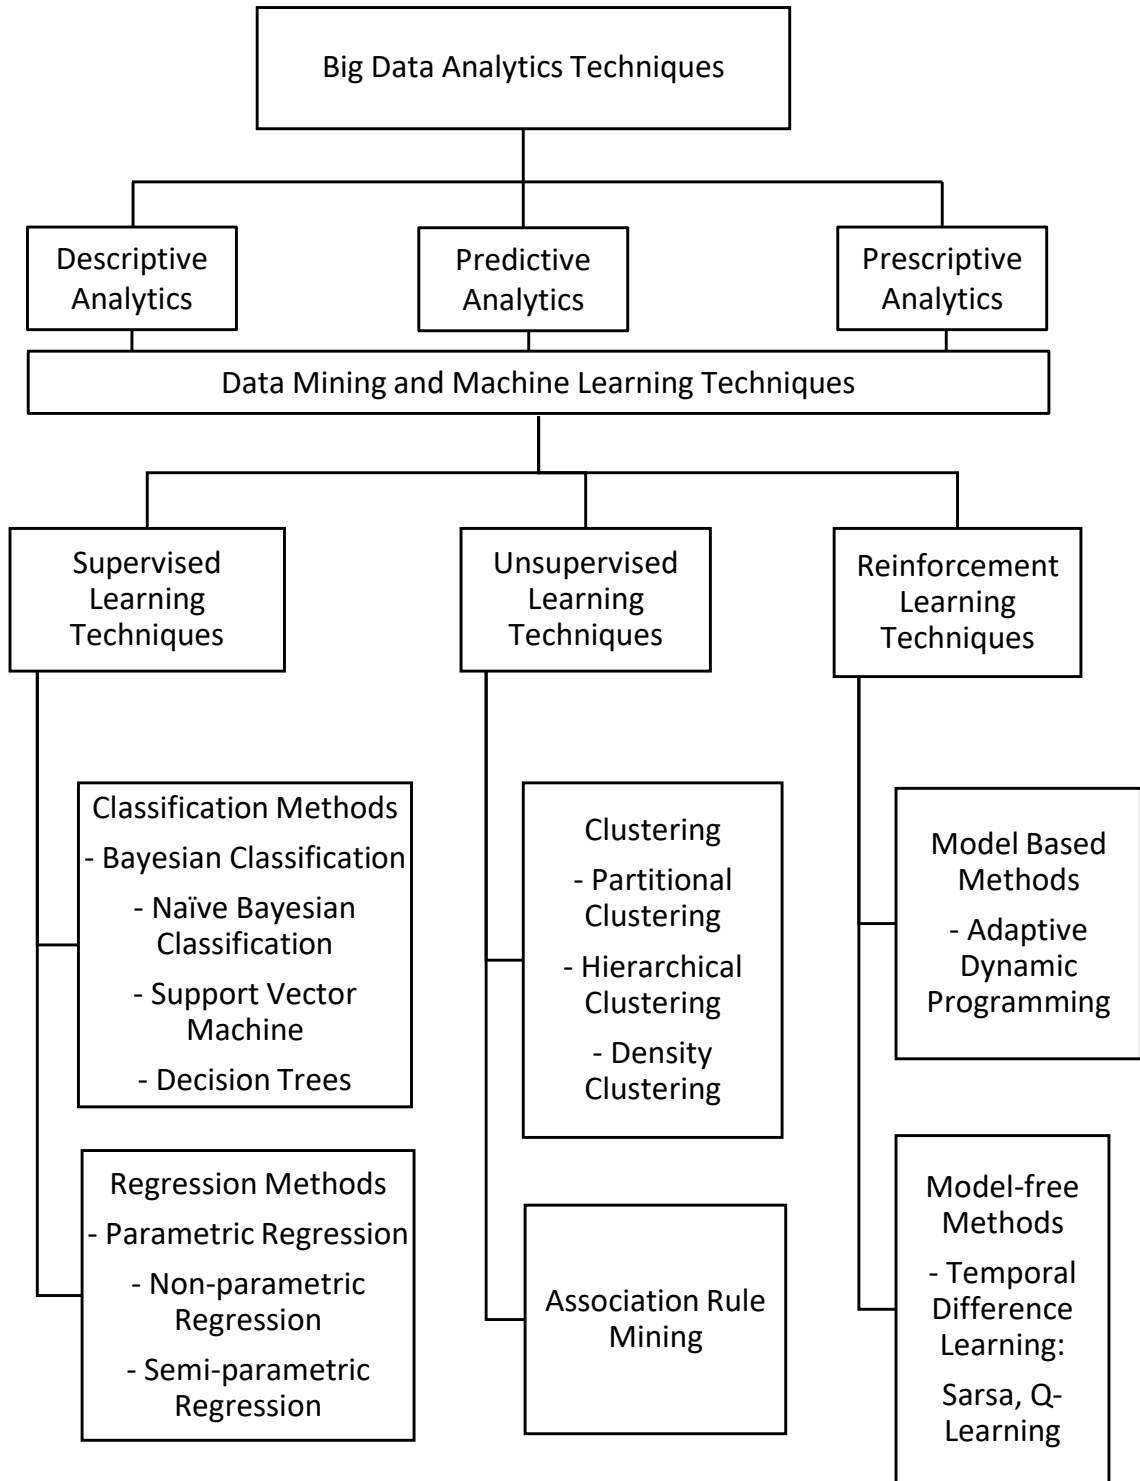 Big Data Analytics Techniques
Descriptive
Analytics
Predictive
Analytics
Prescriptive
Analytics
Data Mining and Machine Learning Techniques
Supervised
Learning
Techniques
Unsupervised
Learning
Techniques
Reinforcement
Learning
Techniques
Classification Methods
- Bayesian Classification
- Naïve Bayesian
Classification
- Support Vector
Machine
- Decision Trees
Regression Methods
- Parametric Regression
- Non-parametric
Regression
- Semi-parametric
Regression
Clustering
- Partitional
Clustering
- Hierarchical
Clustering
- Density
Clustering
Association Rule
Mining
Model Based
Methods
- Adaptive
Dynamic
Programming
Model-free
Methods
- Temporal
Difference
Learning:
Sarsa, Q-
Learning